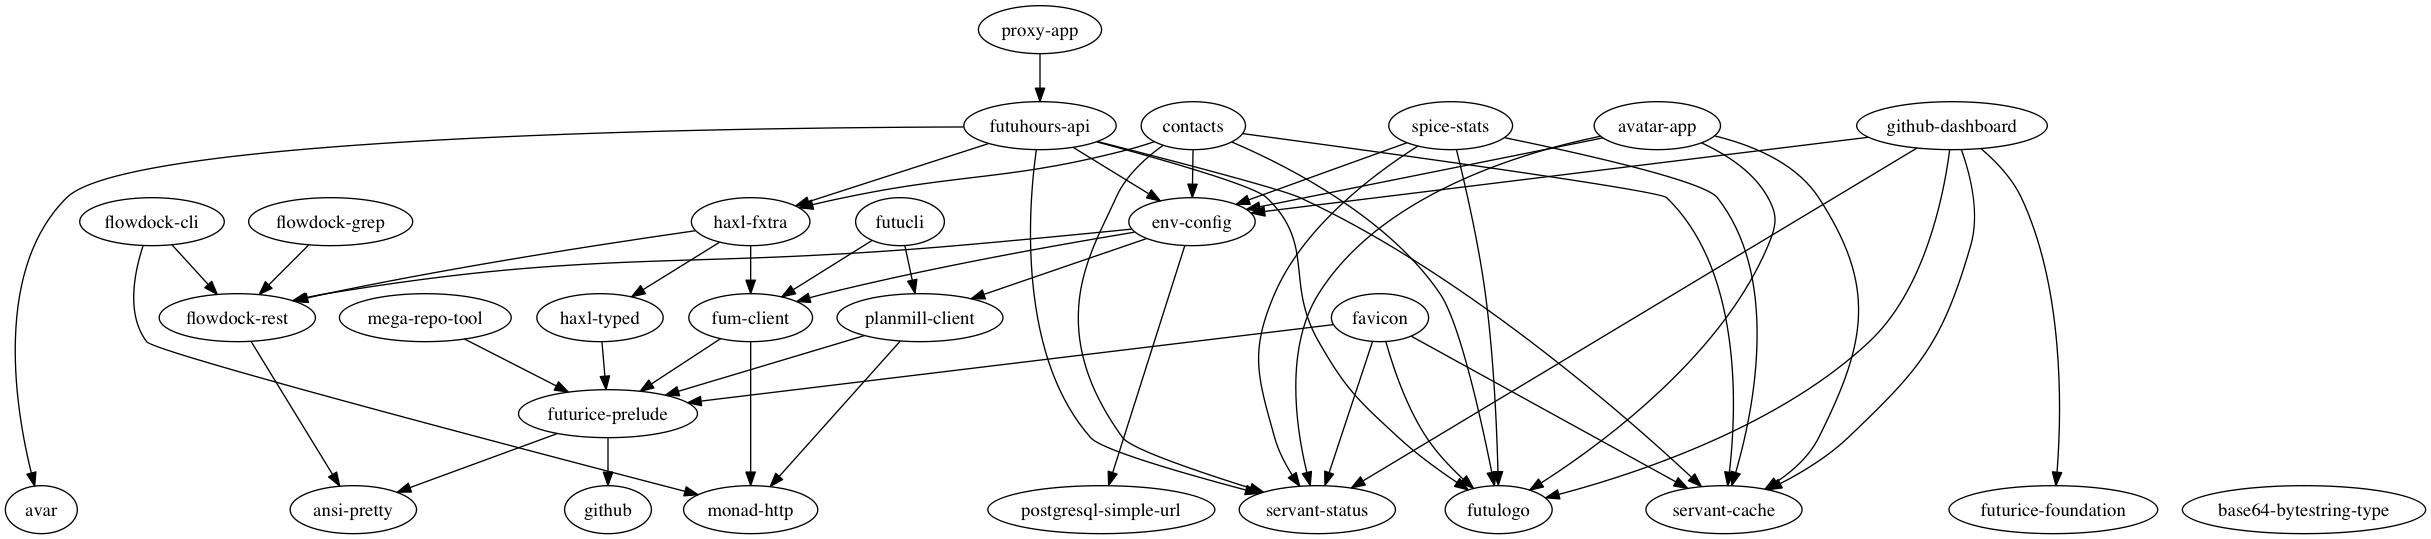 proxy-app
futuhours-api
contacts
spice-stats
avatar-app
github-dashboard
flowdock-cli
flowdock-grep
haxl-fxtra
futucli
env-config
flowdock-rest
mega-repo-tool
haxl-typed
fum-client
planmill-client
favicon
futurice-prelude
avar
ansi-pretty
github
monad-http
postgresql-simple-url
servant-status
futulogo
servant-cache
futurice-foundation
base64-bytestring-type